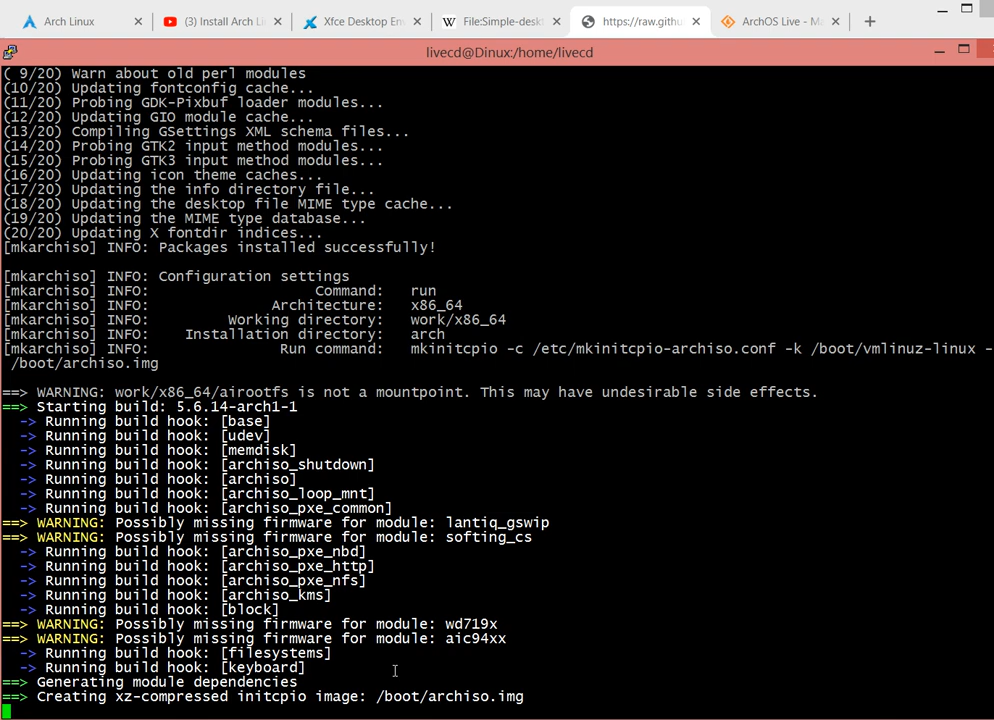 Arch Linux
(3) Install Arch Li
Xfce Desktop En
File:Simple-desk
https://raw.githu
ArchOS Live - M
livecd@Dinux:/home/livecd
( 9/20) Warn about old perl modules
(10/20) Updating fontconfig cache...
(11/20) Probing GDK-Pixbuf loader modules...
(12/20) Updating GIO module cache...
(13/20) Compiling GSettings XML schema files...
(14/20) Probing GTK2 input method modules...
(15/20) Probing GTK3 input method modules...
(16/20) Updating icon theme caches...
(17/20) Updating the info directory file...
(18/20) Updating the desktop file MIME type cache...
(19/20) Updating the MIME type database...
(20/20) Updating X fontdir indices...
[mkarchiso] INFO: Packages installed successfully!
[mkarchiso] INFO: Configuration settings
[mkarchiso] INFO: Command: run
[mkarchiso] INFO: Architecture: x86_64
[mkarchiso] INFO: Working directory: work/x86_64
[mkarchiso] INFO: Installation directory: arch
[mkarchiso] INFO: Run command: mkinitcpio -c /etc/mkinitcpio-archiso.conf -k /boot/vmlinuz-linux -
/boot/archiso.img
==> WARNING: work/x86_64/airootfs is not a mountpoint. This may have undesirable side effects.
==> Starting build: 5.6.14-arch1-1
-> Running build hook: [base]
-> Running build hook: [udev]
-> Running build hook: [memdisk]
-> Running build hook: [archiso_shutdown]
-> Running build hook: [archiso]
-> Running build hook: [archiso_loop_mnt]
-> Running build hook: [archiso_pxe_common]
==> WARNING: Possibly missing firmware for module: lantiq_gswip
==> WARNING: Possibly missing firmware for module: softing_cs
-> Running build hook: [archiso_pxe_nbd]
-> Running build hook: [archiso_pxe_http]
-> Running build hook: [archiso_pxe_nfs]
-> Running build hook: [archiso_kms]
-> Running build hook: [block]
==> WARNING: Possibly missing firmware for module: wd719x
==> WARNING: Possibly missing firmware for module: aic94xx
-> Running build hook: [filesystems]
-> Running build hook: [keyboard]
==> Generating module dependencies
==> Creating xz-compressed initcpio image: /boot/archiso.img